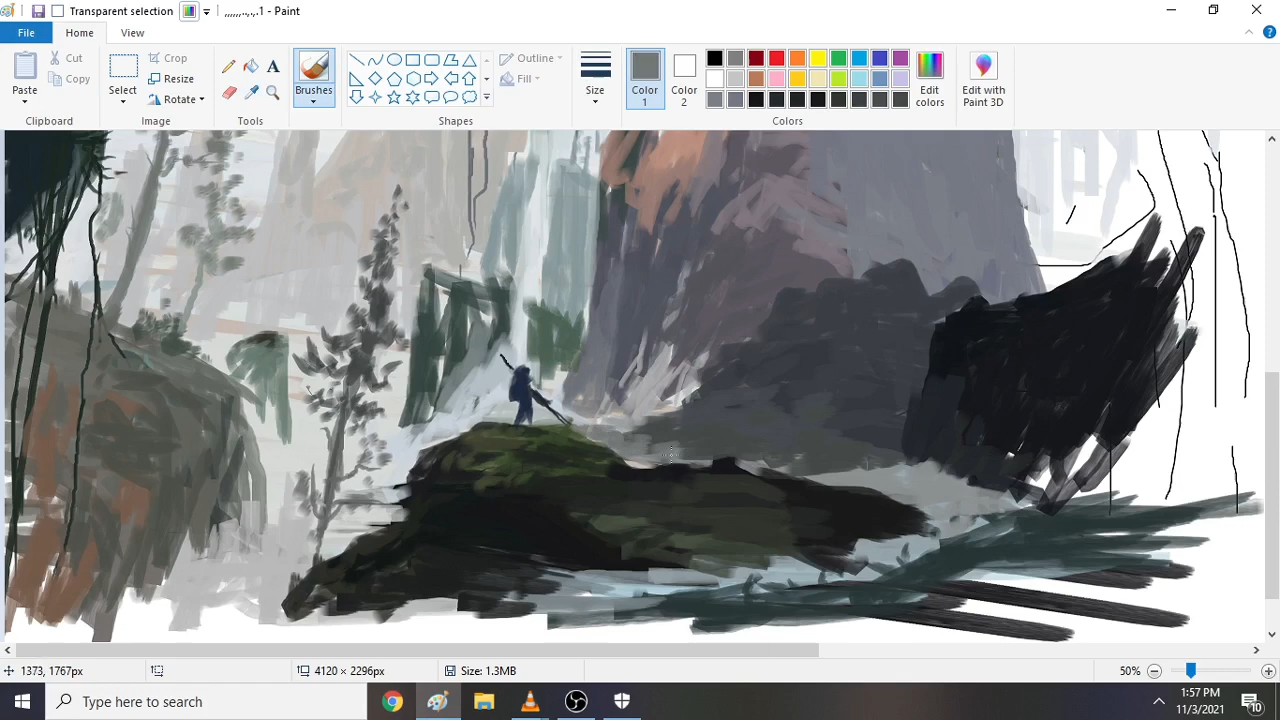 Transparent selection
,,,,,,..,.,.1 - Paint
File
Home
View
Paste
Cut
Copy
Clipboard
Select
Crop
Resize
Rotate
Image
A
Tools
Brushes
Outline
Fill
Shapes
Size
Color
1
Color
2
Edit
colors
Edit with
Paint 3D
Colors
1373, 1767px
4120 × 2296px
Size: 1.3MB
50%
Type here to search
1:57 PM
11/3/2021
10